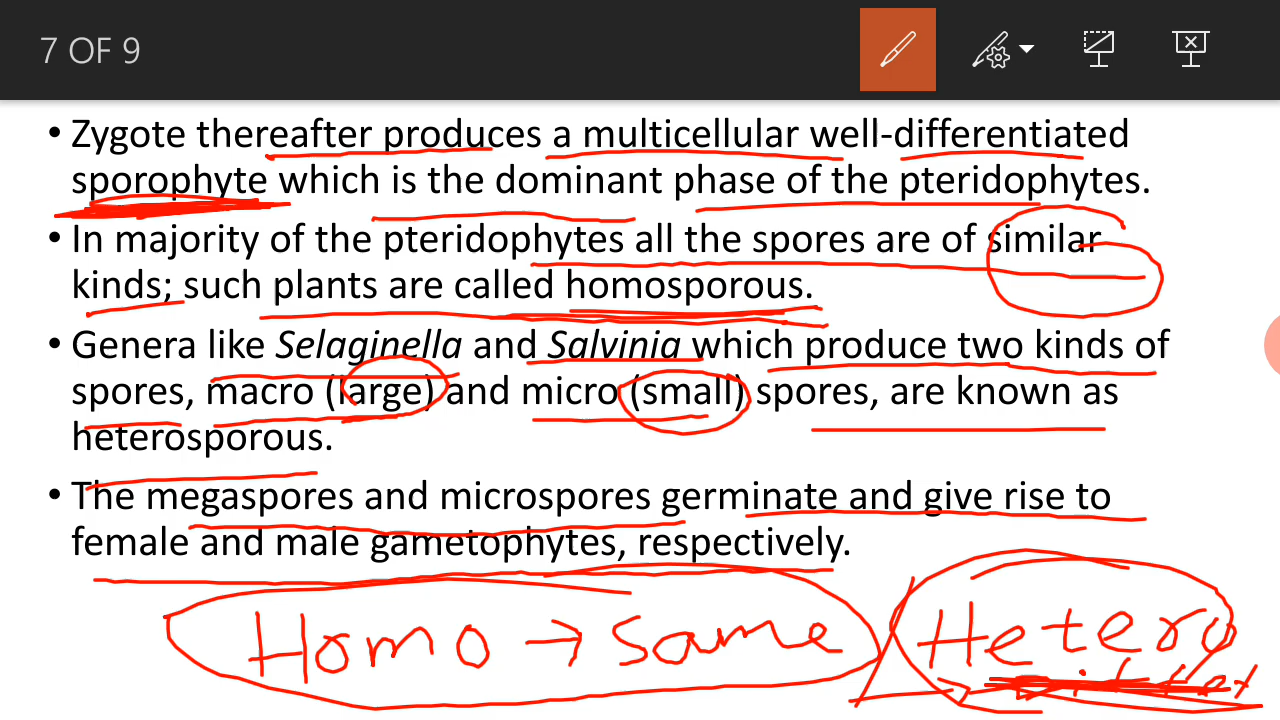 7 OF 9
• Zygote thereafter produces a multicellular well-differentiated
sporophyte which is the dominant phase of the pteridophytes.
• In majority of the pteridophytes all the spores are of similar
kinds; such plants are called homosporous.
• Genera like Selaginella and Salvinia which produce two kinds of
spores, macro (large) and micro (small) spores, are known as
heterosporous.
• The megaspores and microspores germinate and give rise to
female and male gametophytes, respectively.
Homo → Same Hetero